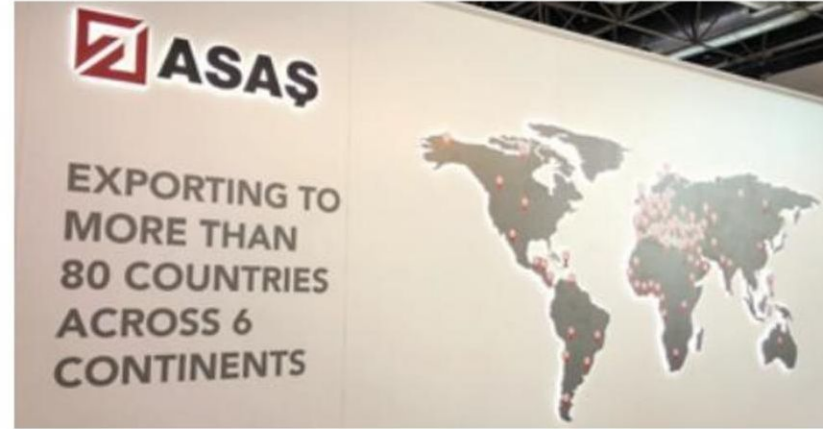 ASAŞ
EXPORTING TO
MORE THAN
80 COUNTRIES
ACROSS 6
CONTINENTS